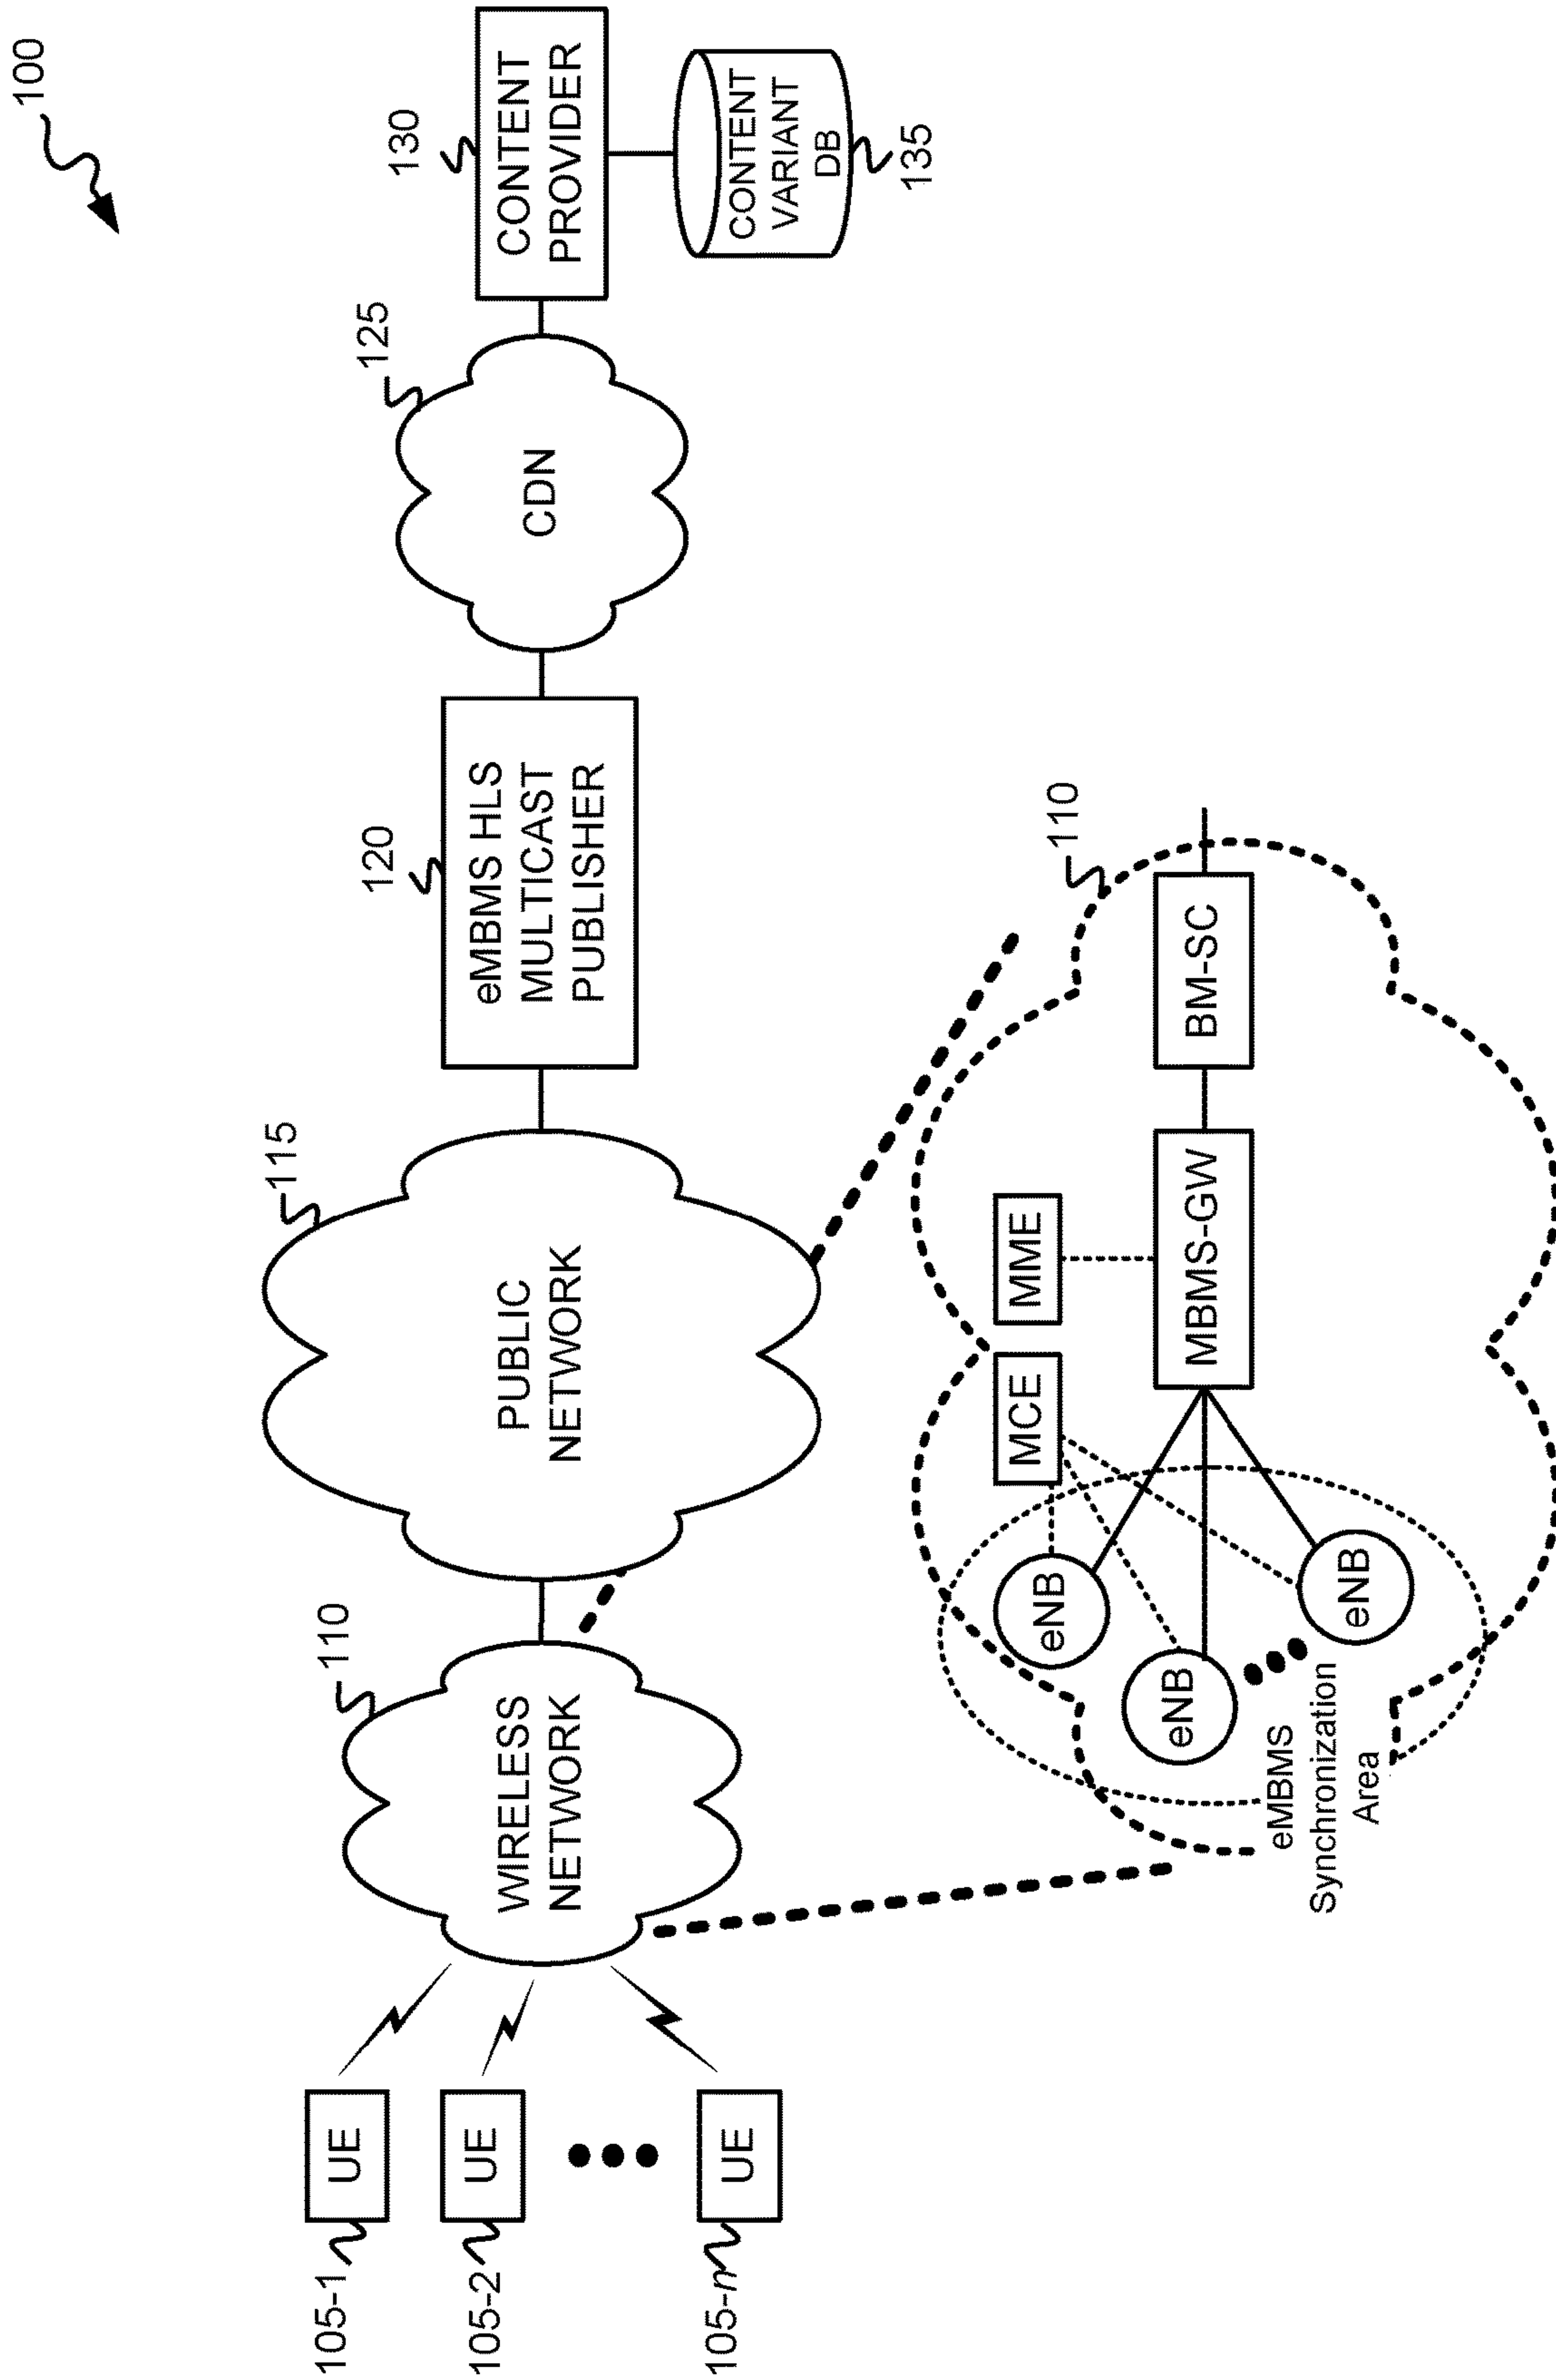 100
105-1
UE
105-2
UE
105-n
UE
110
WIRELESS
NETWORK
115
PUBLIC
NETWORK
120
eMBMS HLS
MULTICAST
PUBLISHER
125
CDN
130
CONTENT
PROVIDER
CONTENT
VARIANT
DB
135
110
MCE
MME
eNB
eNB
eNB
MBMS-GW
BM-SC
eMBMS
Synchronization
Area